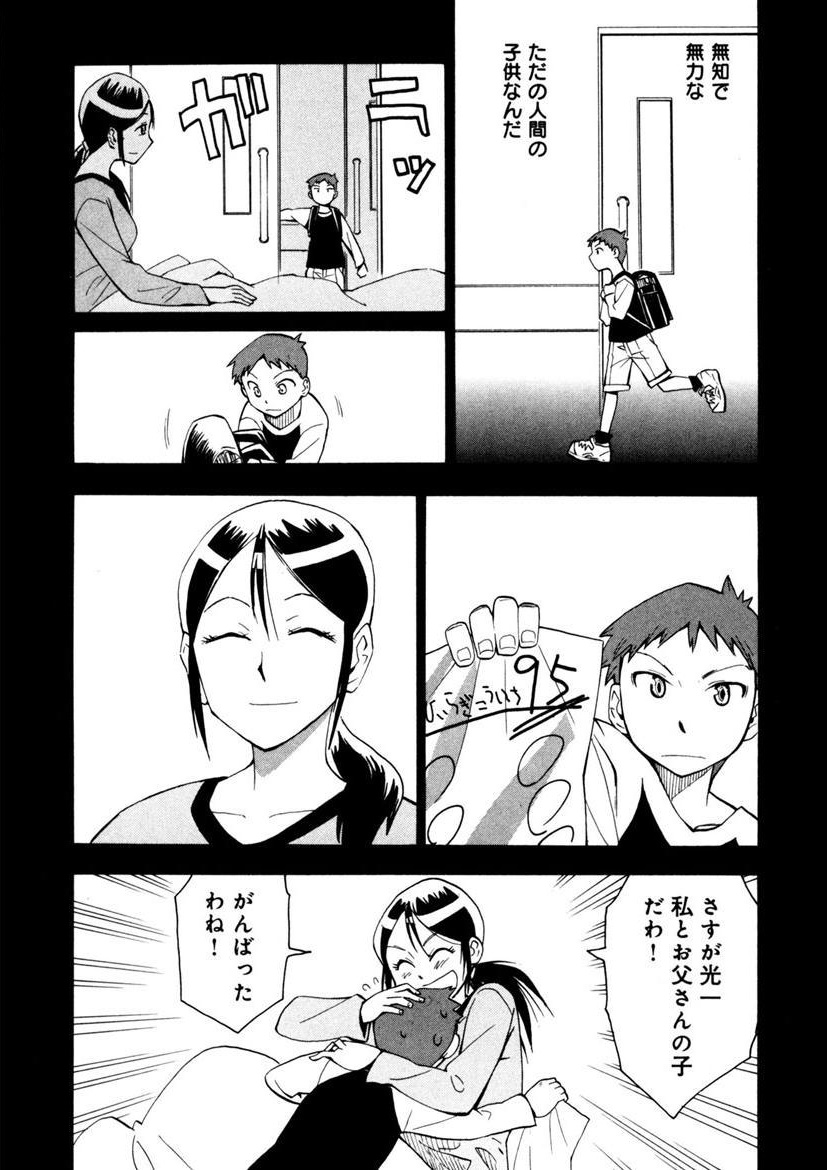 無知で
無力な
ただの人間の
子供なんだ
ガニッ
95
ひいらぎこういち
さすが光一
私とお父さんの子
だわ！
がんばった
わね！